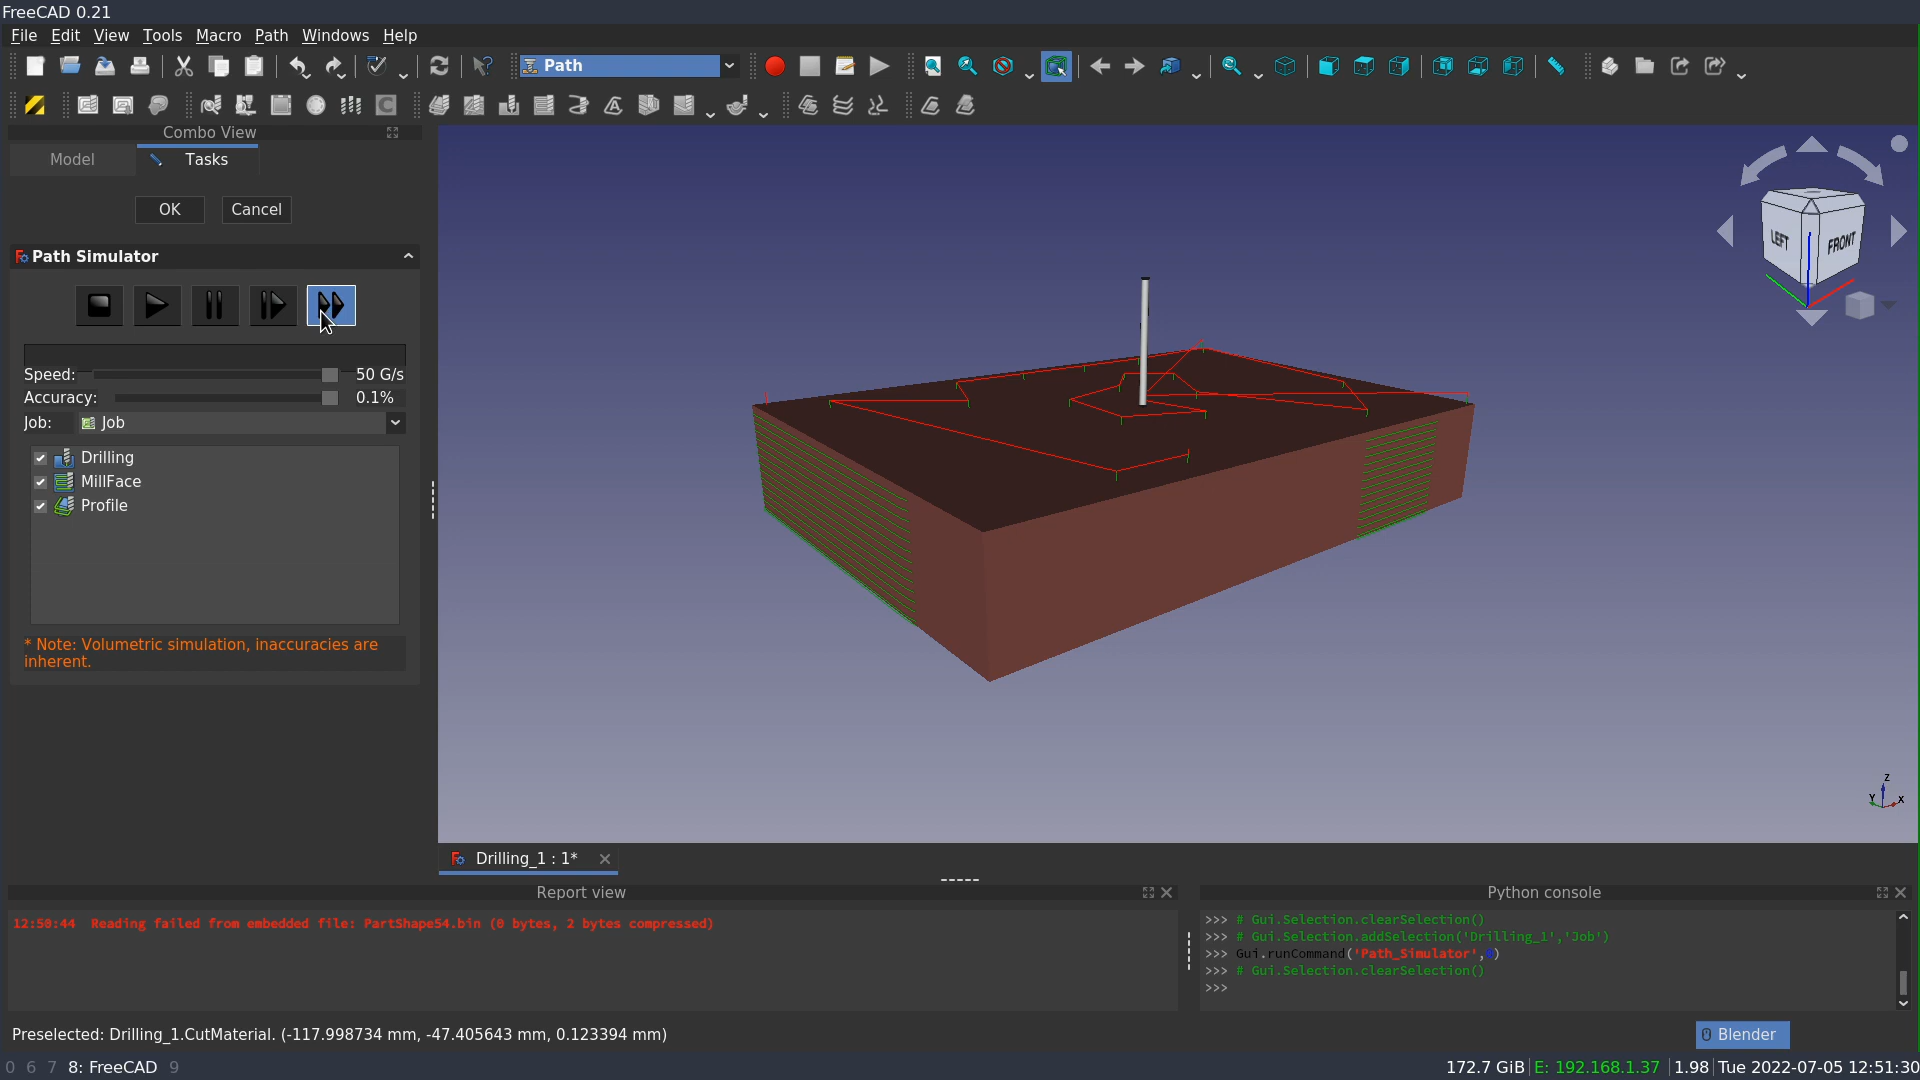 FreeCAD 0.21
File Edit View Tools Macro Path Windows Help
Path
Combo View
Model Tasks
OK Cancel
Path Simulator
Speed: 50 G/s
Accuracy: 0.1%
Job: Job
Drilling
MillFace
Profile
* Note: Volumetric simulation, inaccuracies are
inherent.
LEFT FRONT
Z
Y X
Drilling_1 : 1*
Report view
12:50:44 Reading failed from embedded file: PartShape54.bin (0 bytes, 2 bytes compressed)
Python console
>>> # Gui.Selection.clearSelection()
>>> # Gui.Selection.addSelection('Drilling_1','Job')
>>> Gui.runCommand('Path_Simulator',0)
>>> # Gui.Selection.clearSelection()
>>>
Preselected: Drilling_1.CutMaterial. (-117.998734 mm, -47.405643 mm, 0.123394 mm)
Blender
0 6 7 8: FreeCAD 9
172.7 GiB E: 192.168.1.37 1.98 Tue 2022-07-05 12:51:30